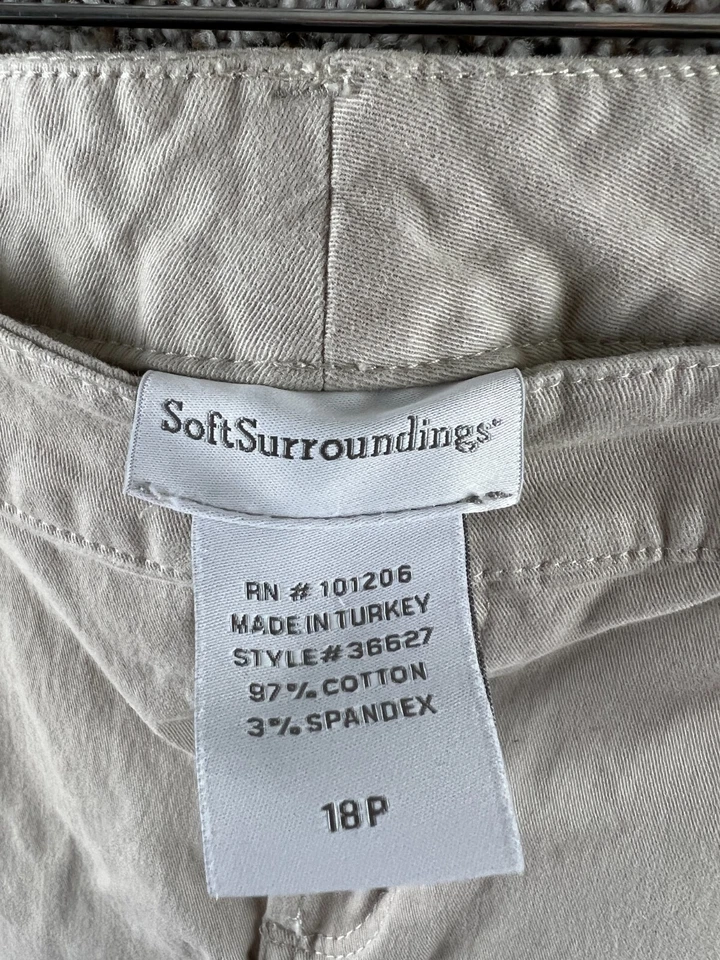 SoftSurroundings
RN # 101206
MADE IN TURKEY
STYLE# 36627
97% COTTON
3% SPANDEX
18P